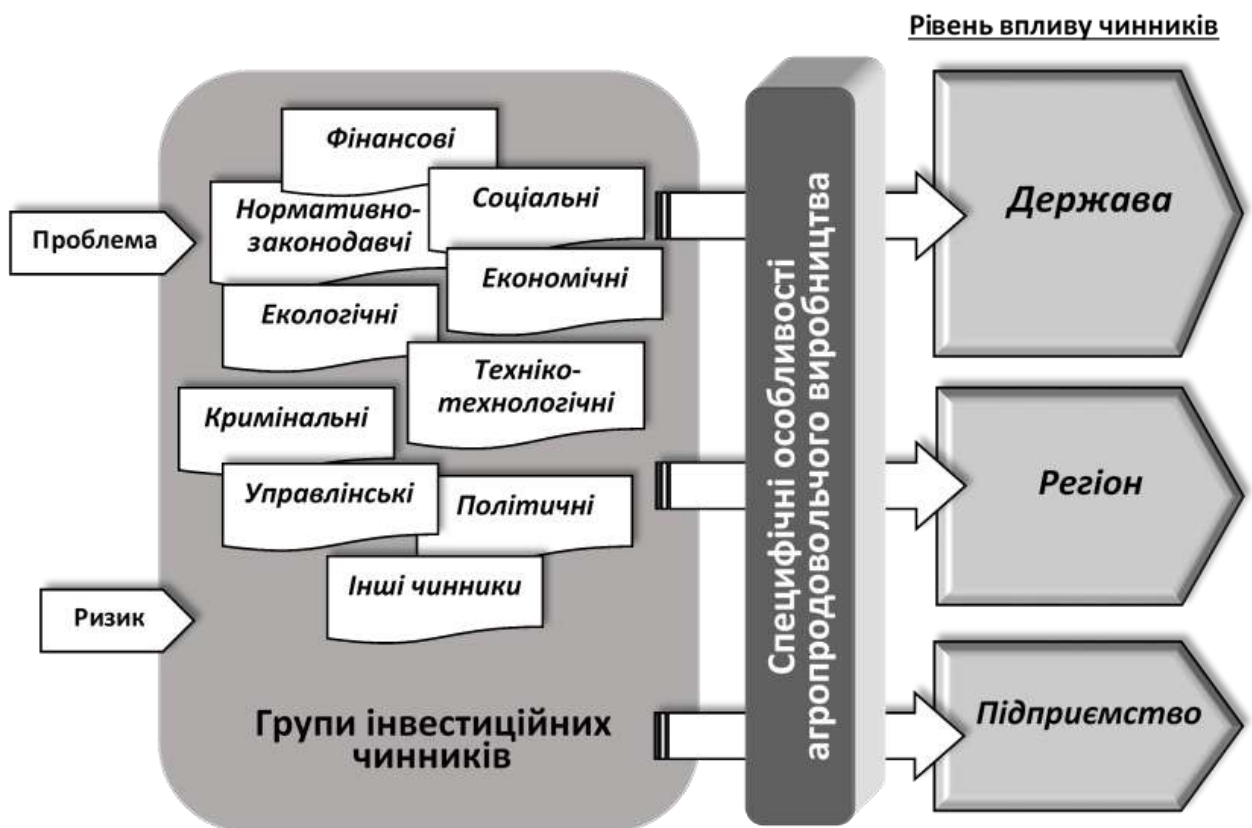 Рівень впливу чинників
Проблема
Ризик
Фінансові
Соціальні
Нормативно-
законодавчі
Економічні
Екологічні
Техніко-
технологічні
Кримінальні
Управлінські
Політичні
Інші чинники
Групи інвестиційних
чинників
Специфічні особливості
агропродовольчого виробництва
Держава
Регіон
Підприємство